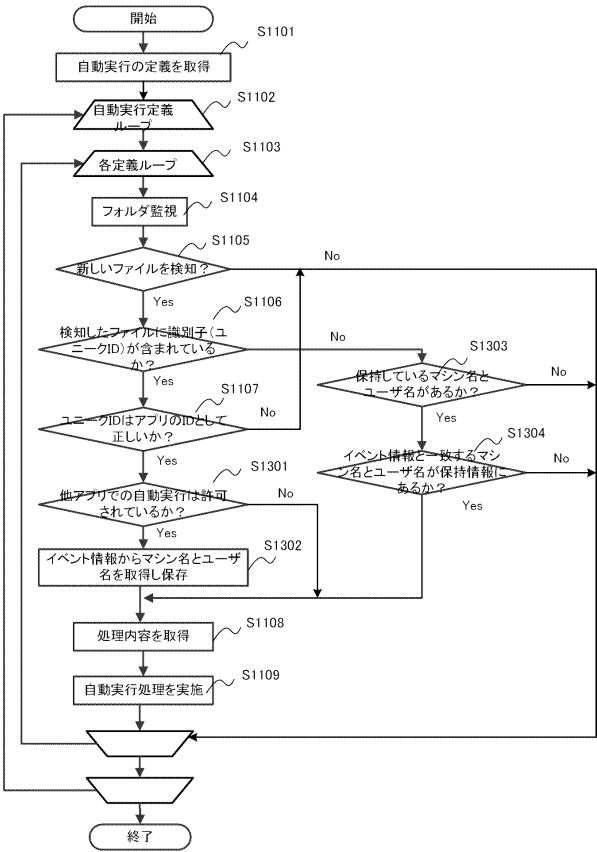 開始
S1101
自動実行の定義を取得
S1102
自動実行定義
ループ
S1103
各定義ループ
S1104
フォルダ監視
S1105
新しいファイルを検知？
No
Yes
S1106
検知したファイルに識別子（ユ
ニークID）が含まれている
か？
No
Yes
S1303
保持しているマシン名と
ユーザ名があるか？
No
Yes
S1107
ユニークIDはアプリのIDとして
正しいか？
No
Yes
S1304
イベント情報と一致するマシ
ン名とユーザ名が保持情報に
あるか？
No
Yes
S1301
他アプリでの自動実行は許可
されているか？
No
Yes
S1302
イベント情報からマシン名とユーザ
名を取得し保存
S1108
処理内容を取得
S1109
自動実行処理を実施
終了